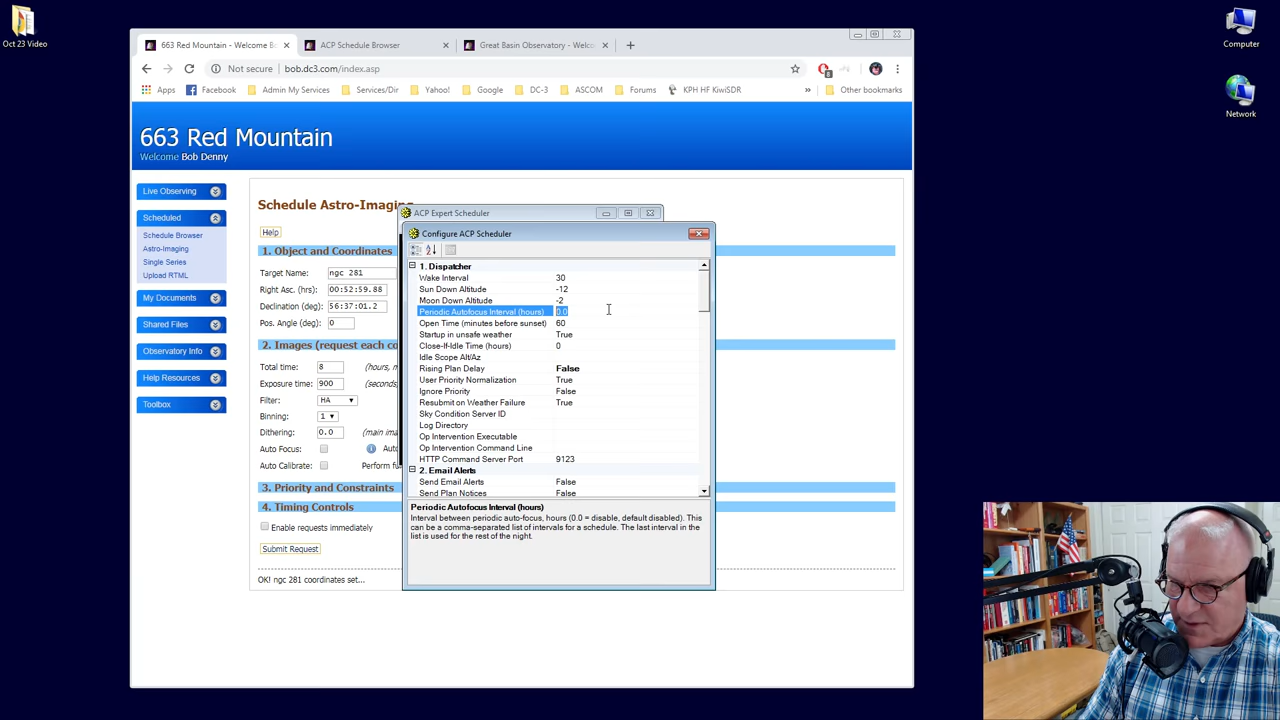 Oct 23 Video
Computer
Network
663 Red Mountain - Welcome Bo
ACP Schedule Browser
Great Basin Observatory - Welco
Not secure
bob.dc3.com/index.asp
8
Apps
Facebook
Admin My Services
Services/Dir
Yahoo!
Google
DC-3
ASCOM
Forums
KPH HF KiwiSDR
»
Other bookmarks
663 Red Mountain
Welcome Bob Denny
Live Observing
Scheduled
Schedule Browser
Astro-Imaging
Single Series
Upload RTML
My Documents
Shared Files
Observatory Info
Help Resources
Toolbox
Schedule Astro-Imaging
Help
1. Object and Coordinates
Target Name: ngc 281
Right Asc. (hr): 00:52:59.88
Declination (deg): 56:37:01.2
Pos. Angle (deg): 0
2. Images (request each co
Total time: 8 (hours, m
Exposure time: 900 (seconds,
Filter: HA
Binning: 1
Dithering: 0.0 (main ima
Auto Focus: Auto
Auto Calibrate: Perform fu
3. Priority and Constraints
4. Timing Controls
Enable requests immediately
Submit Request
OK! ngc 281 coordinates set...
ACP Expert Scheduler
Configure ACP Scheduler
1. Dispatcher
Wake Interval 30
Sun Down Altitude -12
Moon Down Altitude -2
Periodic Autofocus Interval (hours) 0.0
Open Time (minutes before sunset) 60
Startup in unsafe weather True
Close-If-Idle Time (hours) 0
Idle Scope Alt/Az
Rising Plan Delay False
User Priority Normalization True
Ignore Priority False
Resubmit on Weather Failure True
Sky Condition Server ID
Log Directory
Op Intervention Executable
Op Intervention Command Line
HTTP Command Server Port 9123
2. Email Alerts
Send Email Alerts False
Send Plan Notices False
Periodic Autofocus Interval (hours)
Interval between periodic auto-focus, hours (0.0 = disable, default disabled). This
can be a comma-separated list of intervals for a schedule. The last interval in the
list is used for the rest of the night.